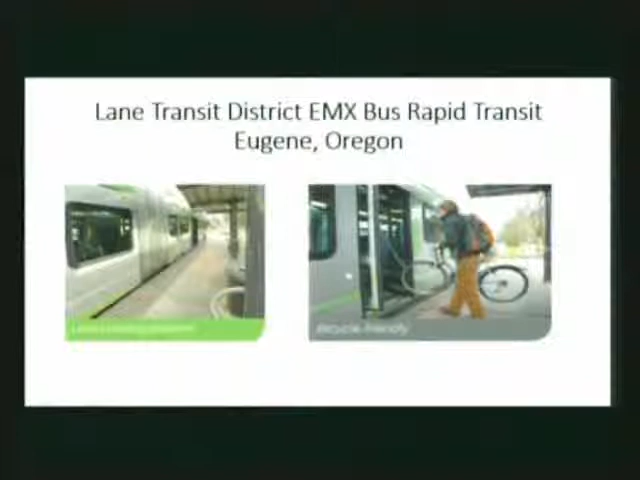 Lane Transit District EMX Bus Rapid Transit
Eugene, Oregon
Bicycle-friendly